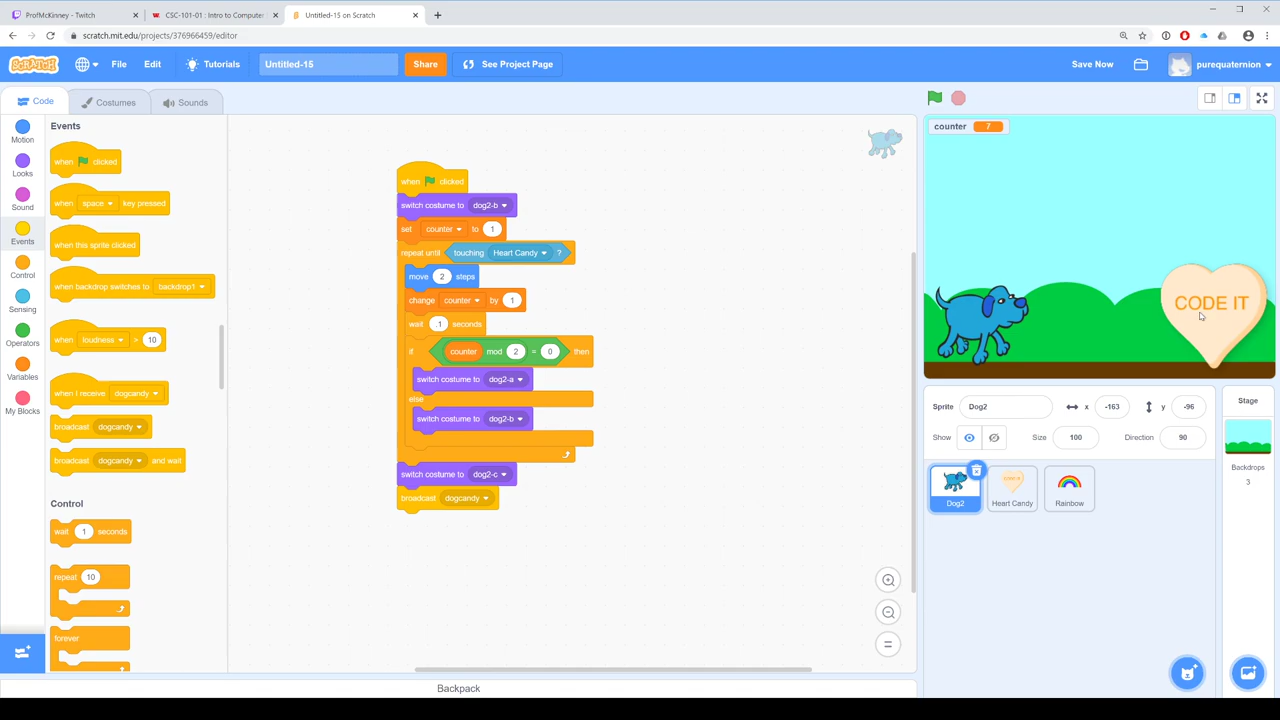 ProfMcKinney - Twitch
CSC-101-01 : Intro to Computer
Untitled-15 on Scratch
scratch.mit.edu/projects/376966459/editor
SCRATCH File Edit Tutorials Untitled-15 Share See Project Page Save Now purequaternion
Code Costumes Sounds
Motion
Looks
Sound
Events
Control
Sensing
Operators
Variables
My Blocks
Events
when clicked
when space key pressed
when this sprite clicked
when backdrop switches to backdrop1
when loudness > 10
when I receive dogcandy
broadcast dogcandy
broadcast dogcandy and wait
Control
wait 1 seconds
repeat 10
forever
when clicked
switch costume to dog2-b
set counter to 1
repeat until touching Heart Candy ?
move 2 steps
change counter by 1
wait .1 seconds
if counter mod 2 = 0 then
switch costume to dog2-a
else
switch costume to dog2-b
switch costume to dog2-c
broadcast dogcandy
Backpack
counter 7
CODE IT
Sprite Dog2 x -163 y -96
Show Size 100 Direction 90
Dog2
Heart Candy
Rainbow
Stage
Backdrops
3